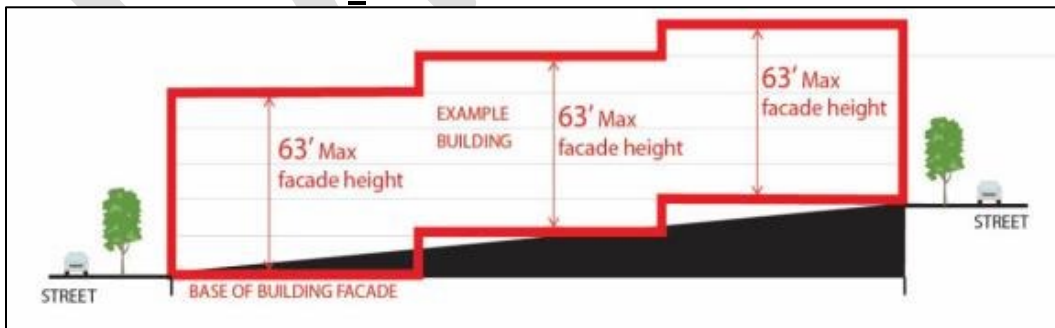 63' Max
facade height
EXAMPLE
BUILDING
63' Max
facade height
63' Max
facade height
STREET
BASE OF BUILDING FACADE
STREET